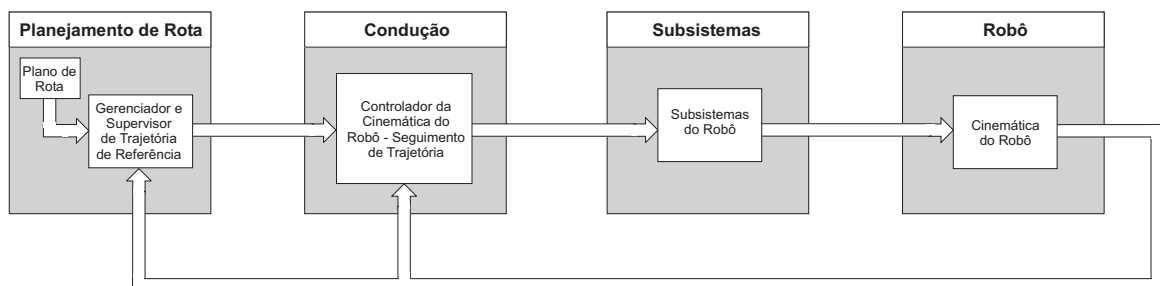 Planejamento de Rota
Plano de
Rota
Gerenciador e
Supervisor
de Trajetória
de Referência
Condução
Controlador da
Cinemática do
Robô - Seguimento
de Trajetória
Subsistemas
Subsistemas
do Robô
Robô
Cinemática
do Robô